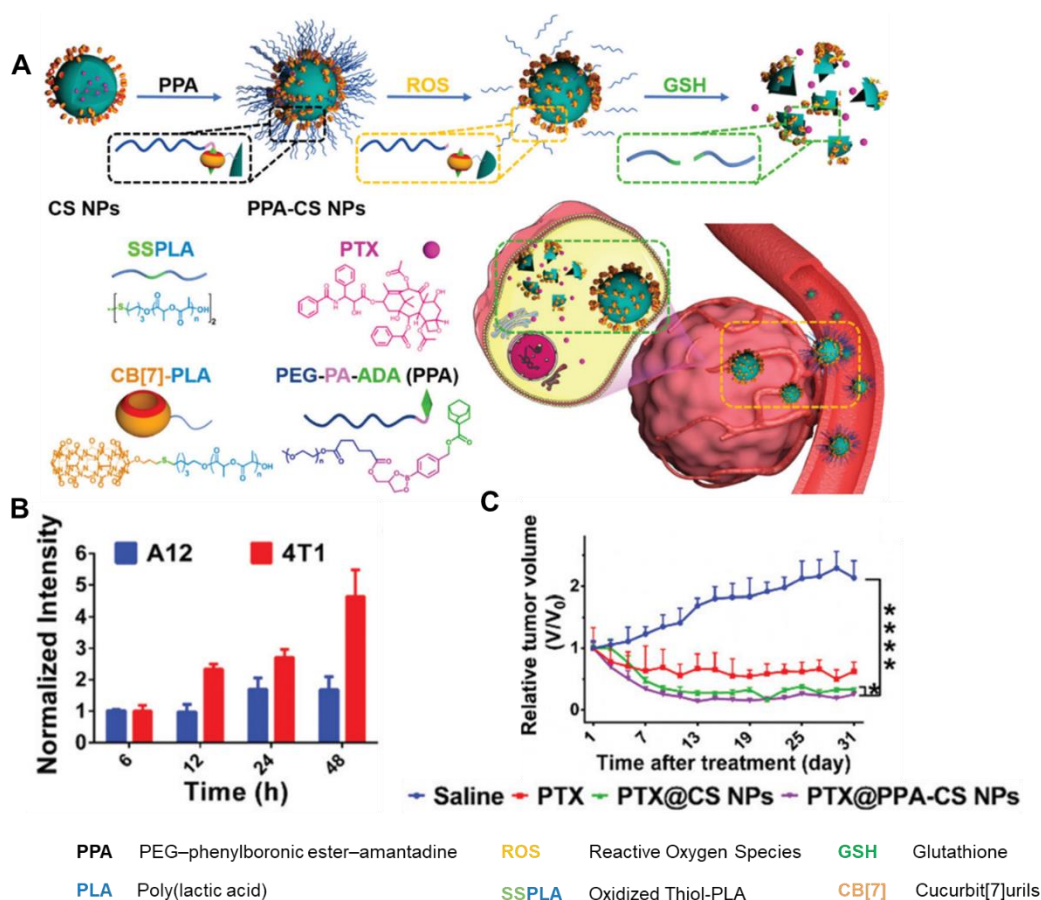 A
PPA
ROS
GSH
CS NPs
PPA-CS NPs
SSPLA
PTX
CB[7]-PLA
PEG-PA-ADA (PPA)
B
Normalized Intensity
6
5
4
3
2
1
0
A12
4T1
6
12
24
48
Time (h)
C
Relative tumor volume
(V/V0)
2
1
0
1
7
13
19
25
31
****
*
Time after treatment (day)
Saline
PTX
PTX@CS NPs
PTX@PPA-CS NPs
PPA PEG–phenylboronic ester–amantadine
ROS Reactive Oxygen Species
GSH Glutathione
PLA Poly(lactic acid)
SSPLA Oxidized Thiol-PLA
CB[7] Cucurbit[7]urils